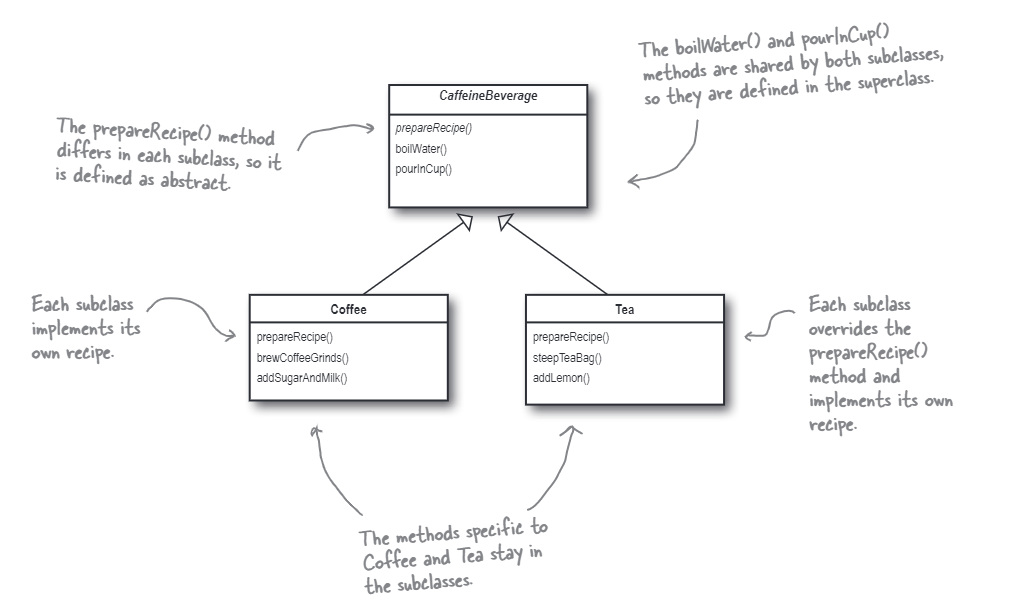 The boilWater() and pourInCup()
methods are shared by both subclasses,
so they are defined in the superclass.
CaffeineBeverage
prepareRecipe()
boilWater()
pourInCup()
The prepareRecipe() method
differs in each subclass, so it
is defined as abstract.
Each subclass
implements its
own recipe.
Coffee
prepareRecipe()
brewCoffeeGrinds()
addSugarAndMilk()
Tea
prepareRecipe()
steepTeaBag()
addLemon()
Each subclass
overrides the
prepareRecipe()
method and
implements its own
recipe.
The methods specific to
Coffee and Tea stay in
the subclasses.